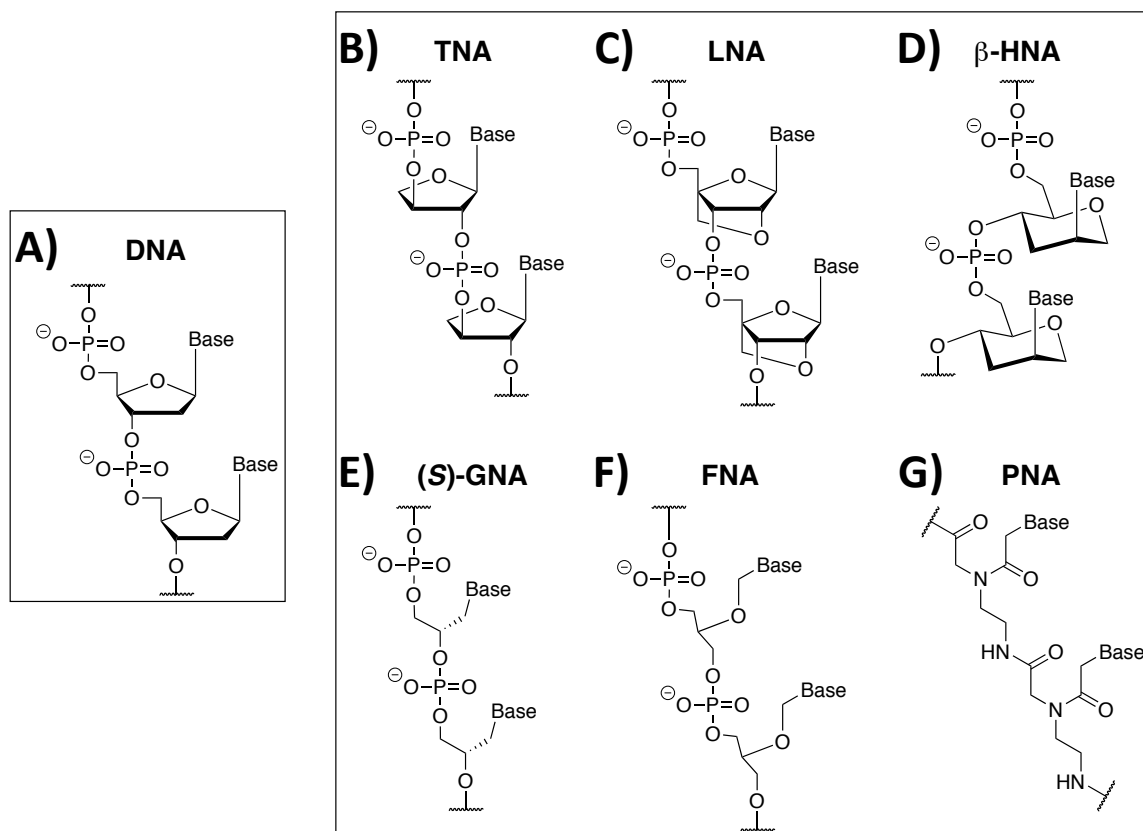 A) DNA
O
⊖
O–P=O
O
Base
O
O
⊖
O–P=O
O
Base
O
O
B) TNA
O
⊖
O–P=O
O
Base
O
O
⊖
O–P=O
O
Base
O
O
C) LNA
O
⊖
O–P=O
O
Base
O
O
O
⊖
O–P=O
O
Base
O
O
O
D) β-HNA
O
⊖
O–P=O
O
Base
O
O
⊖
O–P=O
O
Base
O
O
E) (S)-GNA
O
⊖
O–P=O
O
Base
O
⊖
O–P=O
O
Base
O
F) FNA
O
⊖
O–P=O
O
Base
O
O
⊖
O–P=O
O
Base
O
O
G) PNA
O
Base
N
O
HN
O
Base
N
O
HN